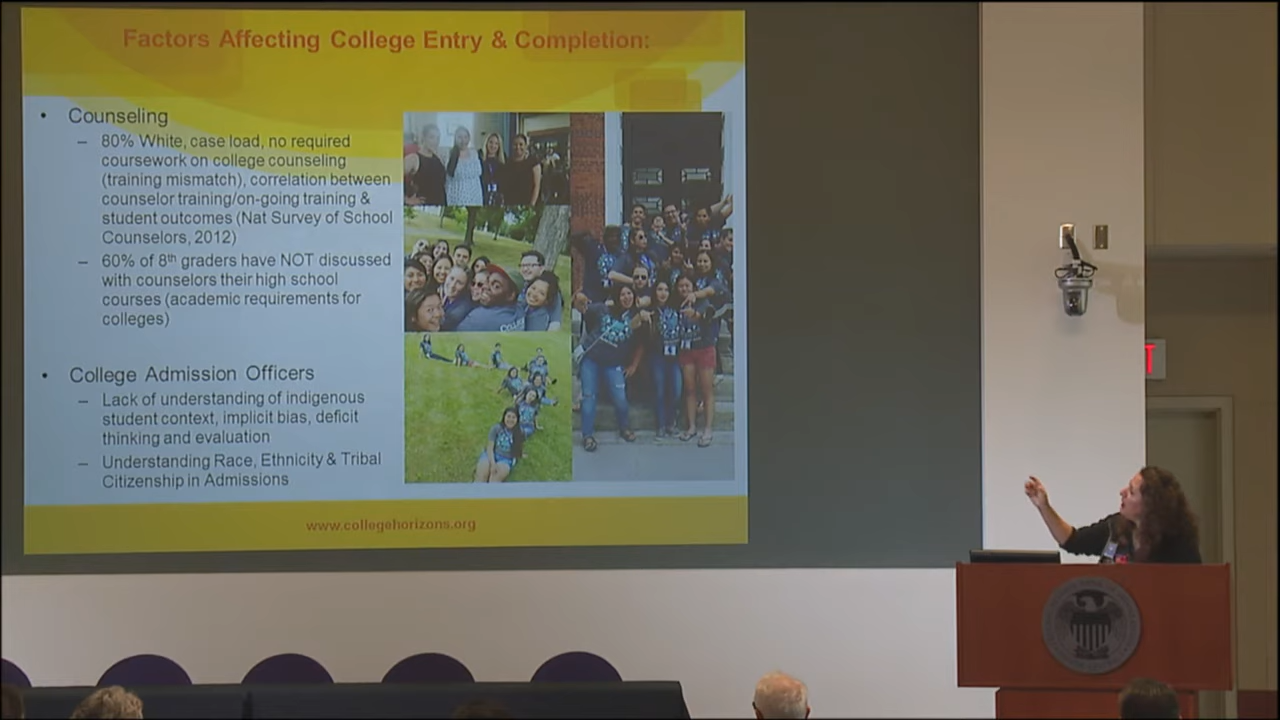 Factors Affecting College Entry & Completion:
• Counseling
– 80% White, case load, no required
coursework on college counseling
(training mismatch), correlation between
counselor training/on-going training &
student outcomes (Nat Survey of School
Counselors, 2012)
– 60% of 8th graders have NOT discussed
with counselors their high school
courses (academic requirements for
colleges)
• College Admission Officers
– Lack of understanding of indigenous
student context, implicit bias, deficit
thinking and evaluation
– Understanding Race, Ethnicity & Tribal
Citizenship in Admissions
www.collegehorizons.org